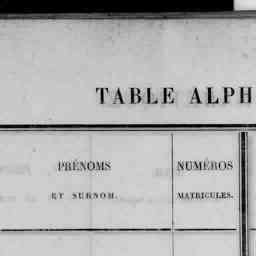 TABLE ALPH
PRÉNOMS
ET SURNOM.
NUMÉROS
MATRICULES.